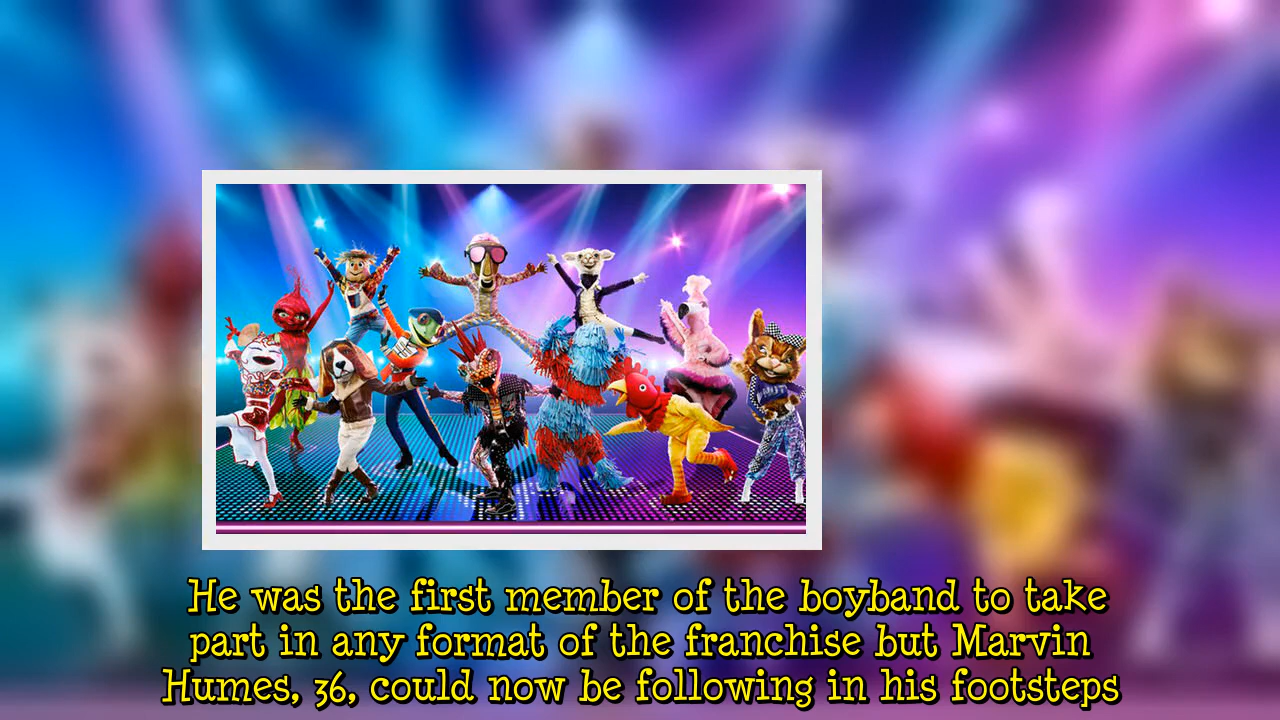 He was the first member of the boyband to take
part in any format of the franchise but Marvin
Humes, 36, could now be following in his footsteps